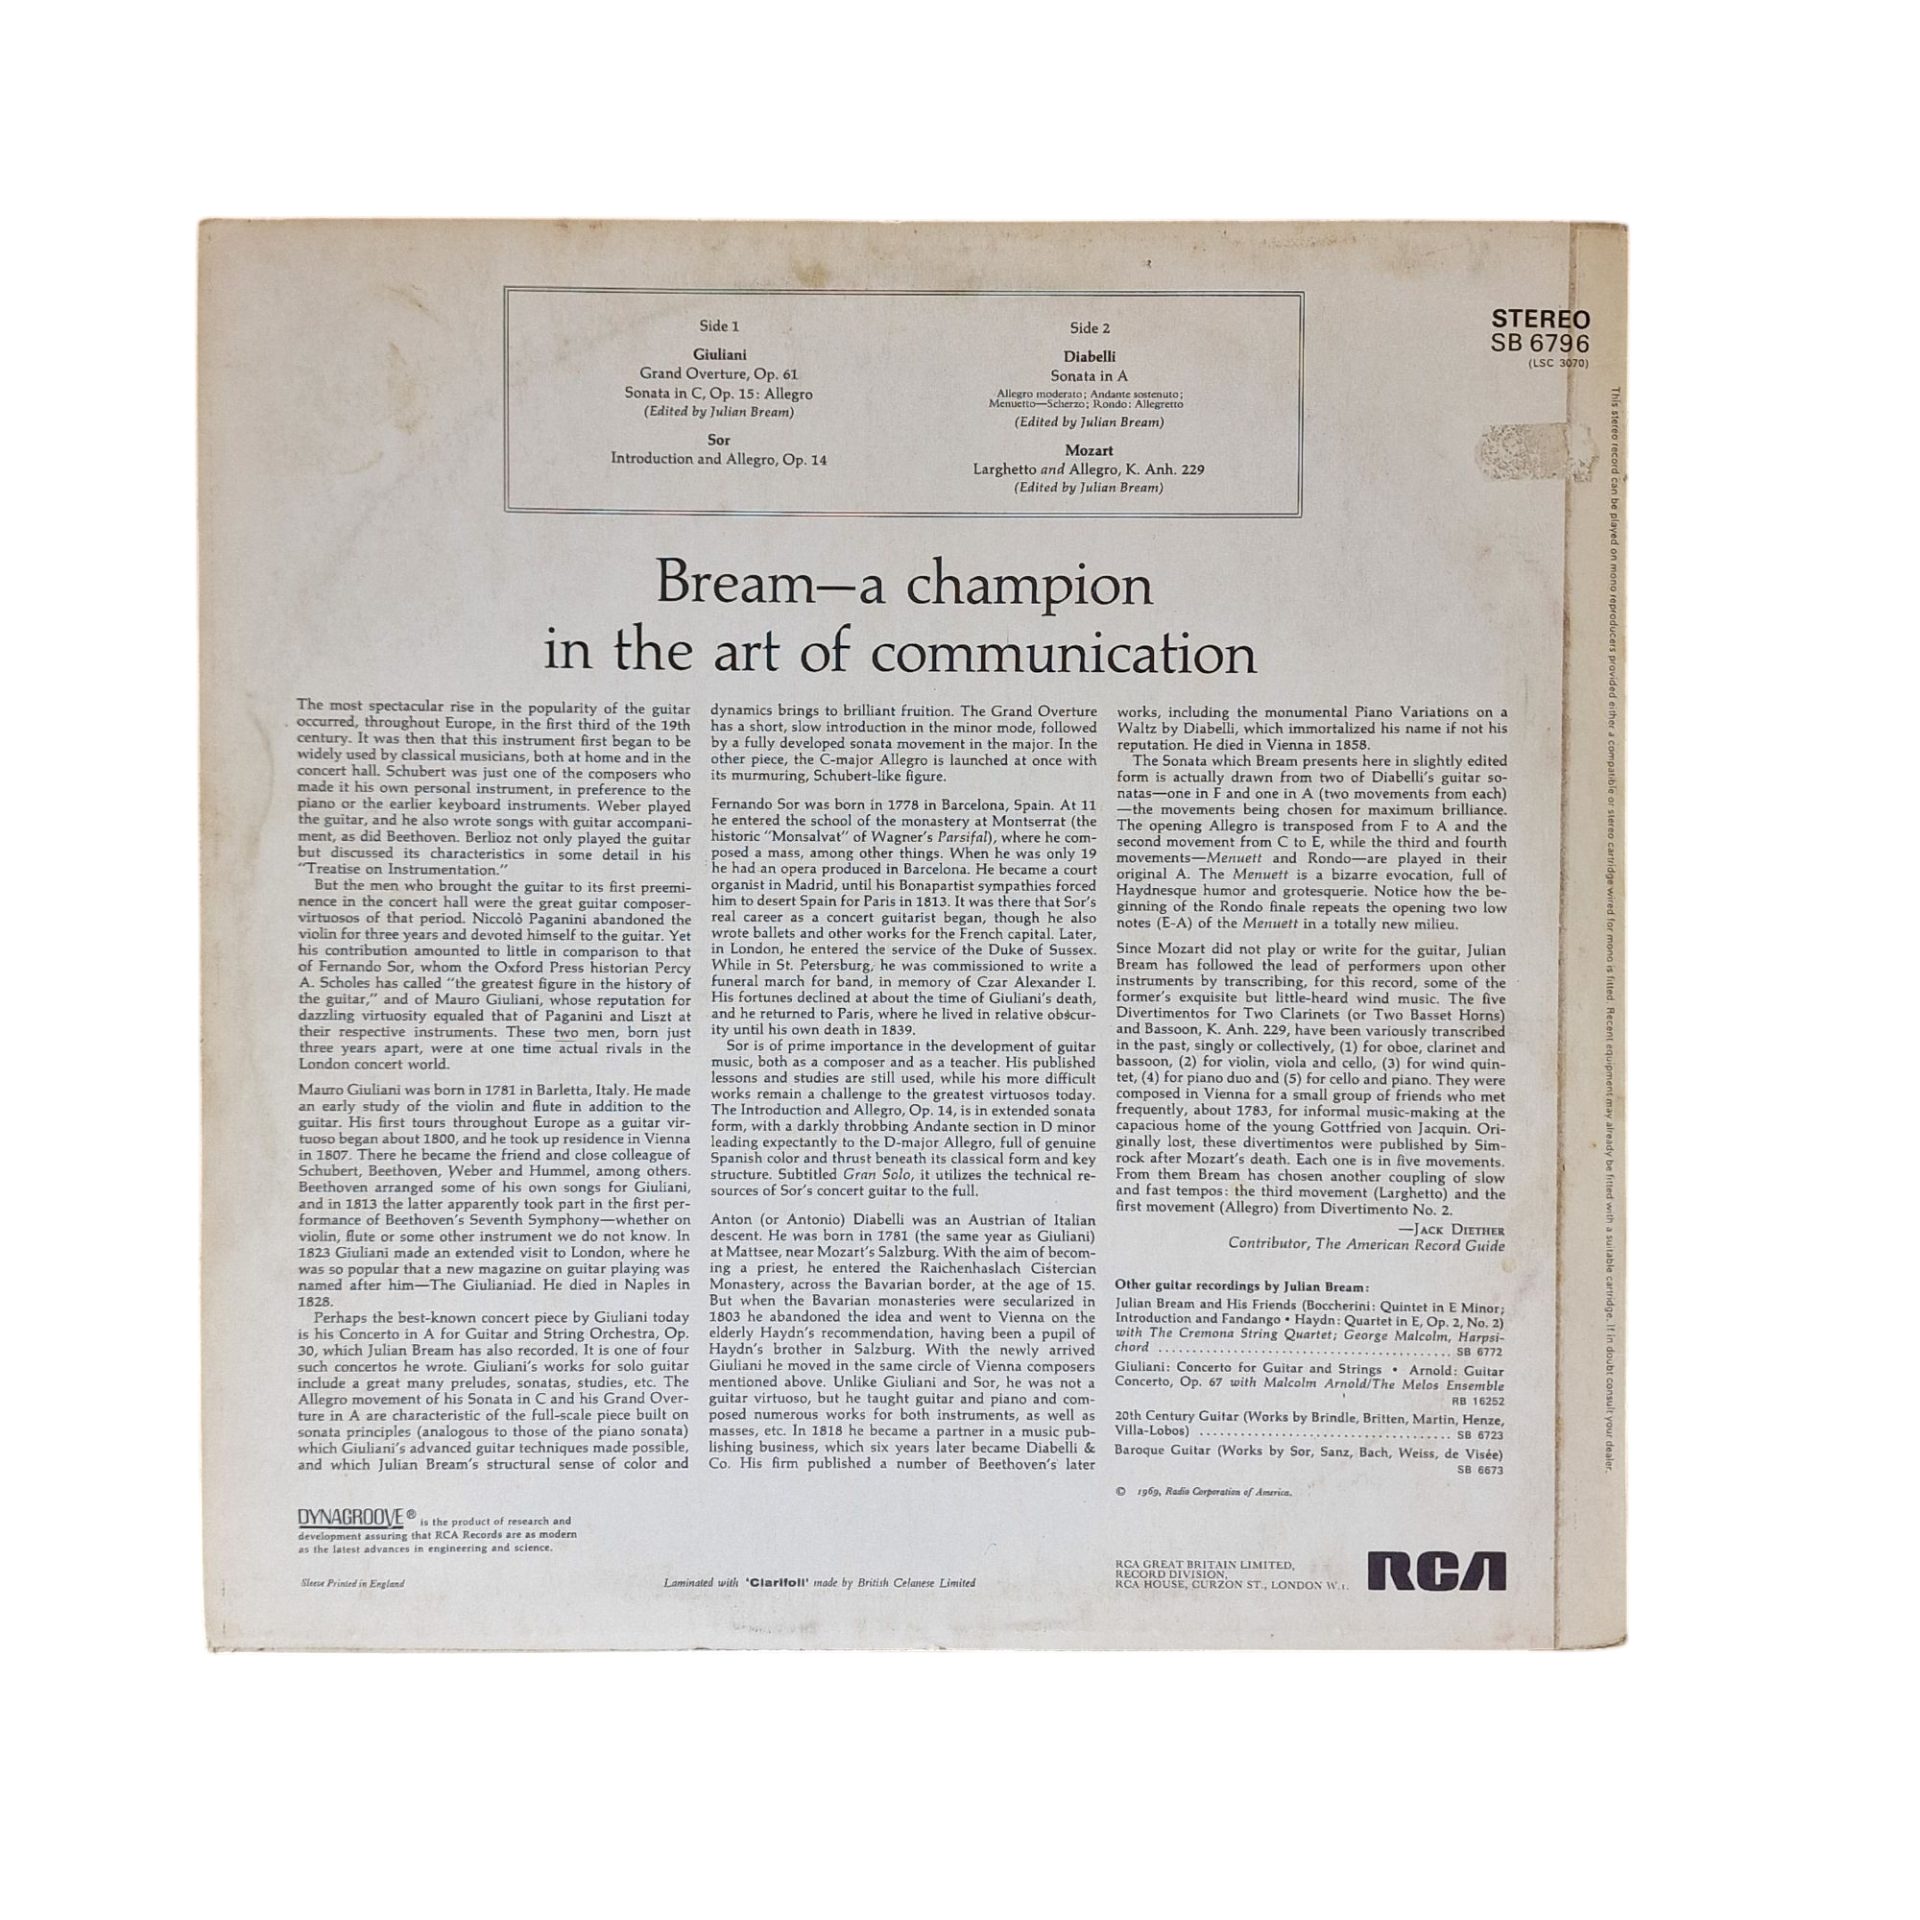 Side 1
Giuliani
Grand Overture, Op. 61
Sonata in C, Op. 15: Allegro
(Edited by Julian Bream)
Sor
Introduction and Allegro, Op. 14
Side 2
Diabelli
Sonata in A
Allegro moderato; Andante sostenuto;
Menuetto—Scherzo; Rondo: Allegretto
(Edited by Julian Bream)
Mozart
Larghetto and Allegro, K. Anh. 229
(Edited by Julian Bream)
STEREO
SB 6796
(LSC 3070)
Bream—a champion
in the art of communication
The most spectacular rise in the popularity of the guitar
occurred, throughout Europe, in the first third of the 19th
century. It was then that this instrument first began to be
widely used by classical musicians, both at home and in the
concert hall. Schubert was just one of the composers who
made it his own personal instrument, in preference to the
piano or the earlier keyboard instruments. Weber played
the guitar, and he also wrote songs with guitar accompani-
ment, as did Beethoven. Berlioz not only played the guitar
but discussed its characteristics in some detail in his
"Treatise on Instrumentation."
But the men who brought the guitar to its first preemi-
nence in the concert hall were the great guitar composer-
virtuosos of that period. Niccolò Paganini abandoned the
violin for three years and devoted himself to the guitar. Yet
his contribution amounted to little in comparison to that
of Fernando Sor, whom the Oxford Press historian Percy
A. Scholes has called "the greatest figure in the history of
the guitar," and of Mauro Giuliani, whose reputation for
dazzling virtuosity equaled that of Paganini and Liszt at
their respective instruments. These two men, born just
three years apart, were at one time actual rivals in the
London concert world.
Mauro Giuliani was born in 1781 in Barletta, Italy. He made
an early study of the violin and flute in addition to the
guitar. His first tours throughout Europe as a guitar vir-
tuoso began about 1800, and he took up residence in Vienna
in 1807. There he became the friend and close colleague of
Schubert, Beethoven, Weber and Hummel, among others.
Beethoven arranged some of his own songs for Giuliani,
and in 1813 the latter apparently took part in the first per-
formance of Beethoven's Seventh Symphony—whether on
violin, flute or some other instrument we do not know. In
1823 Giuliani made an extended visit to London, where he
was so popular that a new magazine on guitar playing was
named after him—The Giulianiad. He died in Naples in
1828.
Perhaps the best-known concert piece by Giuliani today
is his Concerto in A for Guitar and String Orchestra, Op.
30, which Julian Bream has also recorded. It is one of four
such concertos he wrote. Giuliani's works for solo guitar
include a great many preludes, sonatas, studies, etc. The
Allegro movement of his Sonata in C and his Grand Over-
ture in A are characteristic of the full-scale piece built on
sonata principles (analogous to those of the piano sonata)
which Giuliani's advanced guitar techniques made possible,
and which Julian Bream's structural sense of color and
dynamics brings to brilliant fruition. The Grand Overture
has a short, slow introduction in the minor mode, followed
by a fully developed sonata movement in the major. In the
other piece, the C-major Allegro is launched at once with
its murmuring, Schubert-like figure.
Fernando Sor was born in 1778 in Barcelona, Spain. At 11
he entered the school of the monastery at Montserrat (the
historic "Monsalvat" of Wagner's Parsifal), where he com-
posed a mass, among other things. When he was only 19
he had an opera produced in Barcelona. He became a court
organist in Madrid, until his Bonapartist sympathies forced
him to desert Spain for Paris in 1813. It was there that Sor's
real career as a concert guitarist began, though he also
wrote ballets and other works for the French capital. Later,
in London, he entered the service of the Duke of Sussex.
While in St. Petersburg, he was commissioned to write a
funeral march for band, in memory of Czar Alexander I.
His fortunes declined at about the time of Giuliani's death,
and he returned to Paris, where he lived in relative obscur-
ity until his own death in 1839.
Sor is of prime importance in the development of guitar
music, both as a composer and as a teacher. His published
lessons and studies are still used, while his more difficult
works remain a challenge to the greatest virtuosos today.
The Introduction and Allegro, Op. 14, is in extended sonata
form, with a darkly throbbing Andante section in D minor
leading expectantly to the D-major Allegro, full of genuine
Spanish color and thrust beneath its classical form and key
structure. Subtitled Gran Solo, it utilizes the technical re-
sources of Sor's concert guitar to the full.
Anton (or Antonio) Diabelli was an Austrian of Italian
descent. He was born in 1781 (the same year as Giuliani)
at Mattsee, near Mozart's Salzburg. With the aim of becom-
ing a priest, he entered the Raichenhaslach Cistercian
Monastery, across the Bavarian border, at the age of 15.
But when the Bavarian monasteries were secularized in
1803 he abandoned the idea and went to Vienna on the
elderly Haydn's recommendation, having been a pupil of
Haydn's brother in Salzburg. With the newly arrived
Giuliani he moved in the same circle of Vienna composers
mentioned above. Unlike Giuliani and Sor, he was not a
guitar virtuoso, but he taught guitar and piano and com-
posed numerous works for both instruments, as well as
masses, etc. In 1818 he became a partner in a music pub-
lishing business, which six years later became Diabelli &
Co. His firm published a number of Beethoven's later
works, including the monumental Piano Variations on a
Waltz by Diabelli, which immortalized his name if not his
reputation. He died in Vienna in 1858.
The Sonata which Bream presents here in slightly edited
form is actually drawn from two of Diabelli's guitar so-
natas—one in F and one in A (two movements from each)
—the movements being chosen for maximum brilliance.
The opening Allegro is transposed from F to A and the
second movement from C to E, while the third and fourth
movements—Menuett and Rondo—are played in their
original A. The Menuett is a bizarre evocation, full of
Haydnesque humor and grotesquerie. Notice how the be-
ginning of the Rondo finale repeats the opening two low
notes (E-A) of the Menuett in a totally new milieu.
Since Mozart did not play or write for the guitar, Julian
Bream has followed the lead of performers upon other
instruments by transcribing, for this record, some of the
former's exquisite but little-heard wind music. The five
Divertimentos for Two Clarinets (or Two Basset Horns)
and Bassoon, K. Anh. 229, have been variously transcribed
in the past, singly or collectively, (1) for oboe, clarinet and
bassoon, (2) for violin, viola and cello, (3) for wind quin-
tet, (4) for piano duo and (5) for cello and piano. They were
composed in Vienna for a small group of friends who met
frequently, about 1783, for informal music-making at the
capacious home of the young Gottfried von Jacquin. Ori-
ginally lost, these divertimentos were published by Sim-
rock after Mozart's death. Each one is in five movements.
From them Bream has chosen another coupling of slow
and fast tempos: the third movement (Larghetto) and the
first movement (Allegro) from Divertimento No. 2.
—JACK DIETHER
Contributor, The American Record Guide
Other guitar recordings by Julian Bream:
Julian Bream and His Friends (Boccherini: Quintet in E Minor;
Introduction and Fandango • Haydn: Quartet in E, Op. 2, No. 2)
with The Cremona String Quartet; George Malcolm, Harpsi-
chord ........................................ SB 6772
Giuliani: Concerto for Guitar and Strings • Arnold: Guitar
Concerto, Op. 67 with Malcolm Arnold/The Melos Ensemble
RB 16252
20th Century Guitar (Works by Brindle, Britten, Martin, Henze,
Villa-Lobos) .................................. SB 6723
Baroque Guitar (Works by Sor, Sanz, Bach, Weiss, de Visée)
SB 6673
© 1969, Radio Corporation of America.
DYNAGROOVE® is the product of research and
development assuring that RCA Records are as modern
as the latest advances in engineering and science.
Sleeve Printed in England
Laminated with 'Clarifoil' made by British Celanese Limited
RCA GREAT BRITAIN LIMITED,
RECORD DIVISION,
RCA HOUSE, CURZON ST., LONDON W.1.
RCA
This stereo record can be played on mono reproducers provided either a compatible or stereo cartridge wired for mono is fitted. Recent equipment may already be fitted with a suitable cartridge. If in doubt consult your dealer.